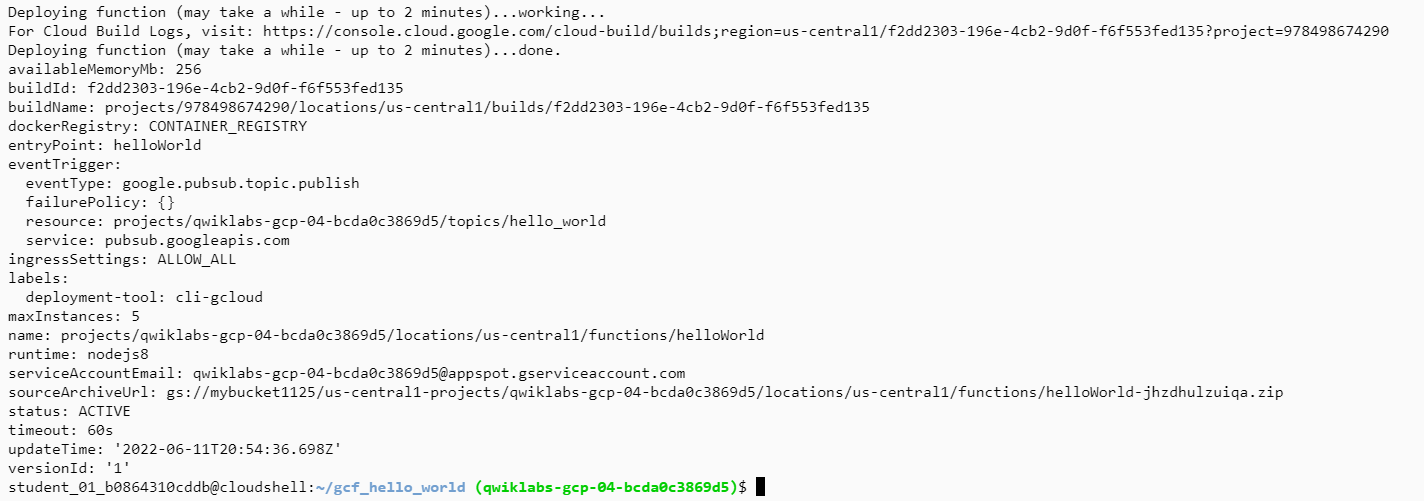 Deploying function (may take a while - up to 2 minutes)...working...
For Cloud Build Logs, visit: https://console.cloud.google.com/cloud-build/builds;region=us-central1/f2dd2303-196e-4cb2-9d0f-f6f553fed135?project=978498674290
Deploying function (may take a while - up to 2 minutes)...done.
availableMemoryMb: 256
buildId: f2dd2303-196e-4cb2-9d0f-f6f553fed135
buildName: projects/978498674290/locations/us-central1/builds/f2dd2303-196e-4cb2-9d0f-f6f553fed135
dockerRegistry: CONTAINER_REGISTRY
entryPoint: helloWorld
eventTrigger:
  eventType: google.pubsub.topic.publish
  failurePolicy: {}
  resource: projects/qwiklabs-gcp-04-bcda0c3869d5/topics/hello_world
  service: pubsub.googleapis.com
ingressSettings: ALLOW_ALL
labels:
  deployment-tool: cli-gcloud
maxInstances: 5
name: projects/qwiklabs-gcp-04-bcda0c3869d5/locations/us-central1/functions/helloWorld
runtime: nodejs8
serviceAccountEmail: qwiklabs-gcp-04-bcda0c3869d5@appspot.gserviceaccount.com
sourceArchiveUrl: gs://mybucket1125/us-central1-projects/qwiklabs-gcp-04-bcda0c3869d5/locations/us-central1/functions/helloWorld-jhzdhulzuiqa.zip
status: ACTIVE
timeout: 60s
updateTime: '2022-06-11T20:54:36.698Z'
versionId: '1'
student_01_b0864310cddb@cloudshell:~/gcf_hello_world (qwiklabs-gcp-04-bcda0c3869d5)$